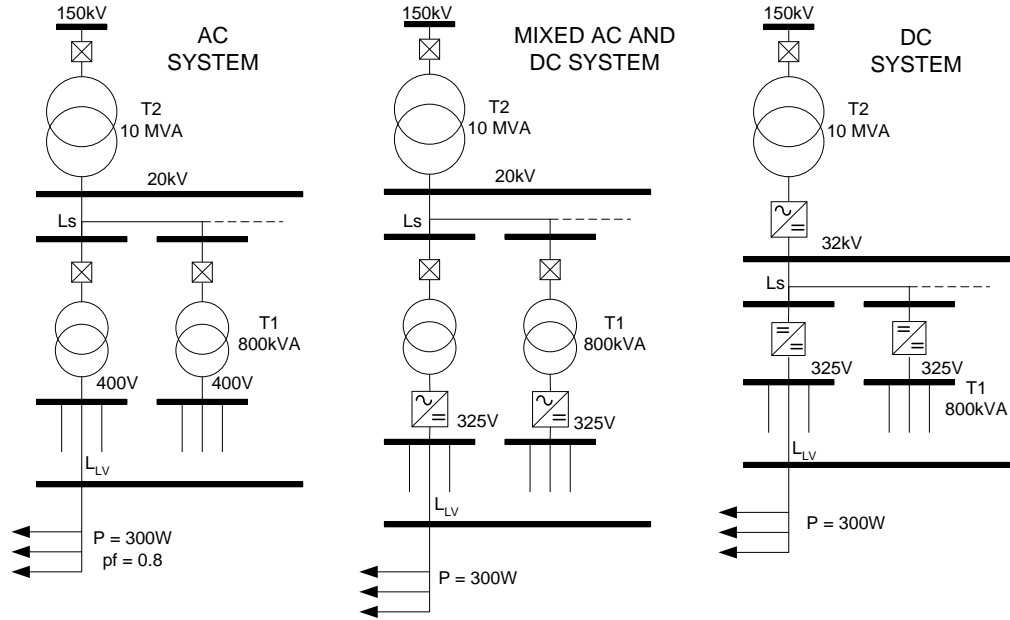 150kV
AC
SYSTEM
T2
10 MVA
20kV
Ls
T1
800kVA
400V
400V
LLV
P = 300W
pf = 0.8
150kV
MIXED AC AND
DC SYSTEM
T2
10 MVA
20kV
Ls
T1
800kVA
325V
325V
LLV
P = 300W
150kV
DC
SYSTEM
T2
10 MVA
32kV
Ls
325V
325V
T1
800kVA
LLV
P = 300W